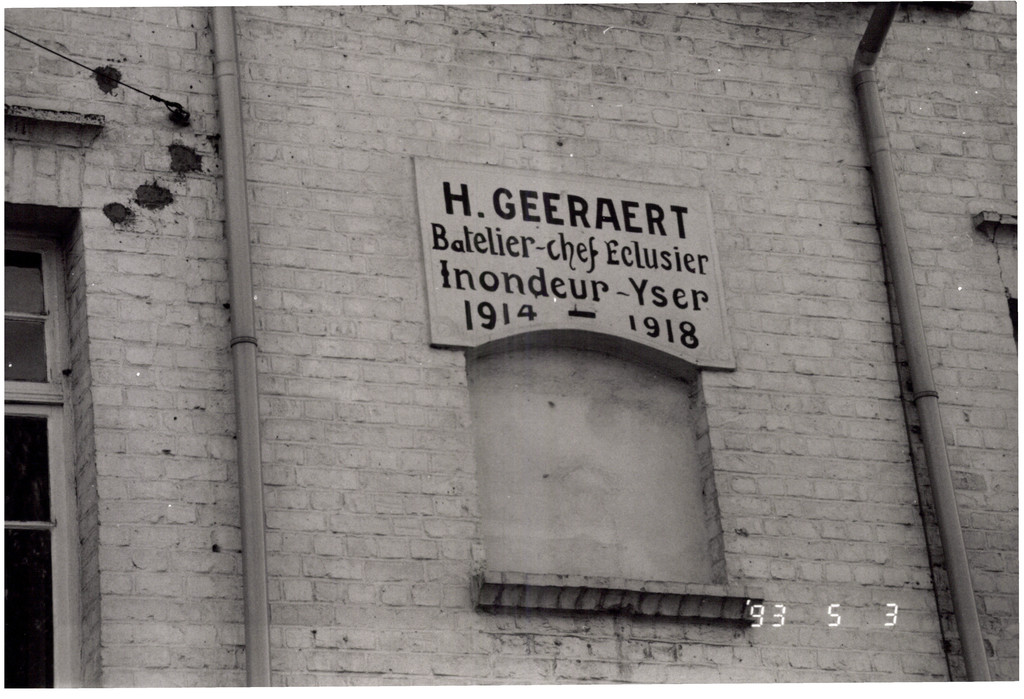 H. GEERAERT
Batelier-chef Eclusier
Inondeur-Yser
1914 - 1918
'93 5 3